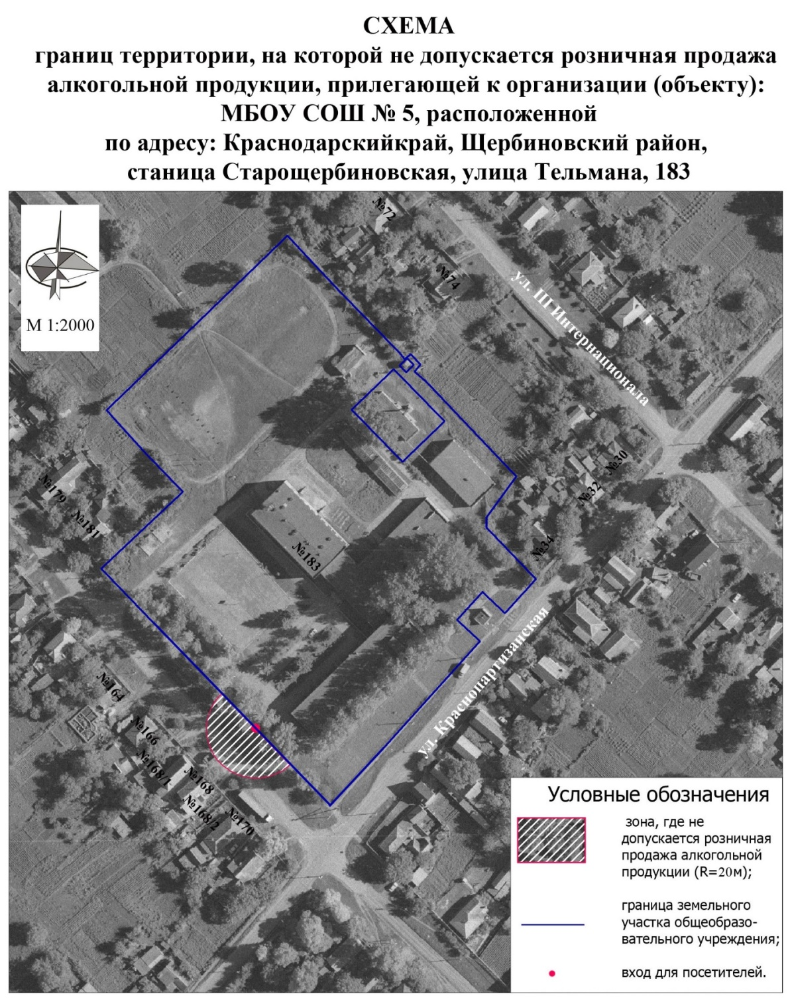 СХЕМА
границ территории, на которой не допускается розничная продажа
алкогольной продукции, прилегающей к организации (объекту):
МБОУ СОШ № 5, расположенной
по адресу: Краснодарскийкрай, Щербиновский район,
станица Старощербиновская, улица Тельмана, 183
М 1:2000
№72
№74
ул. III Интернационала
№30
№32
№34
№179
№181
№183
ул. Краснопартизанская
№164
№166
№168/1
№168
№168/2
№170
Условные обозначения
зона, где не
допускается розничная
продажа алкогольной
продукции (R=20м);
граница земельного
участка общеобразо-
вательного учреждения;
вход для посетителей.